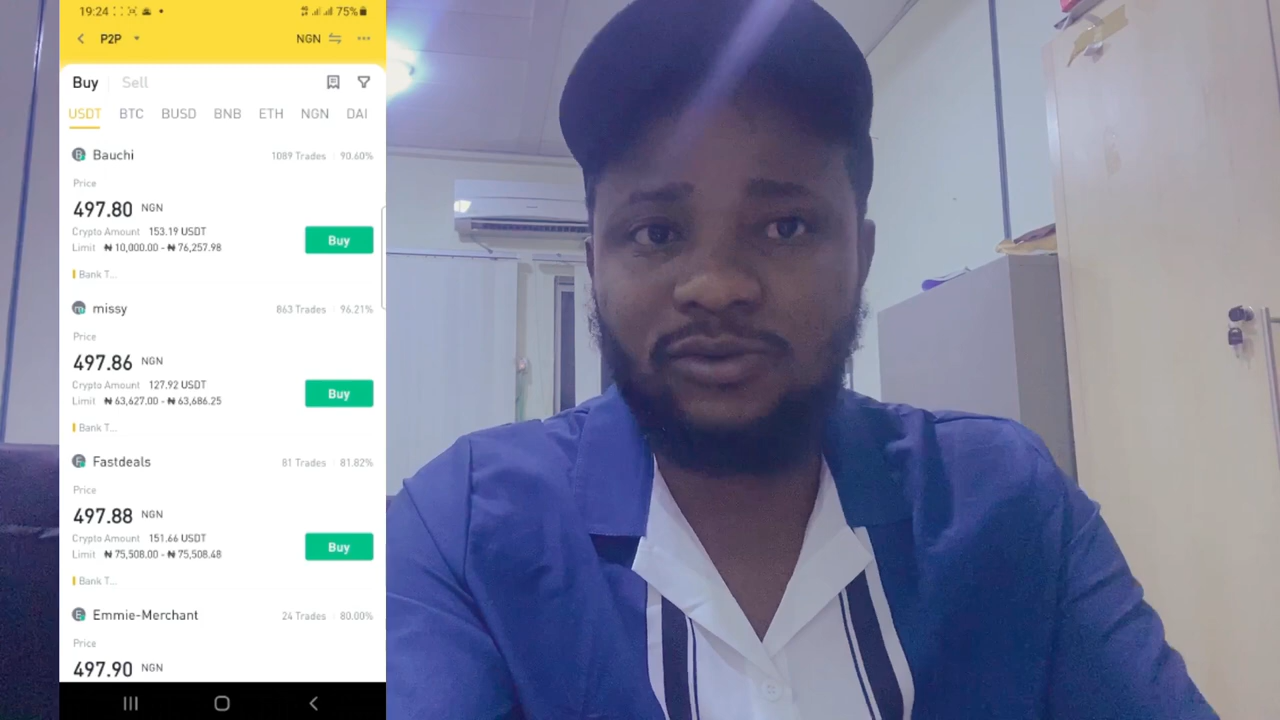 19:24 75%
P2P NGN
Buy Sell
USDT BTC BUSD BNB ETH NGN DAI
Bauchi 1089 Trades 90.60%
Price
497.80 NGN
Crypto Amount 153.19 USDT
Buy
Limit ₦ 10,000.00 - ₦ 76,257.98
Bank T...
missy 863 Trades 96.21%
Price
497.86 NGN
Crypto Amount 127.92 USDT
Buy
Limit ₦ 63,627.00 - ₦ 63,686.25
Bank T...
Fastdeals 81 Trades 81.82%
Price
497.88 NGN
Crypto Amount 151.66 USDT
Buy
Limit ₦ 75,508.00 - ₦ 75,508.48
Bank T...
Emmie-Merchant 24 Trades 80.00%
Price
497.90 NGN